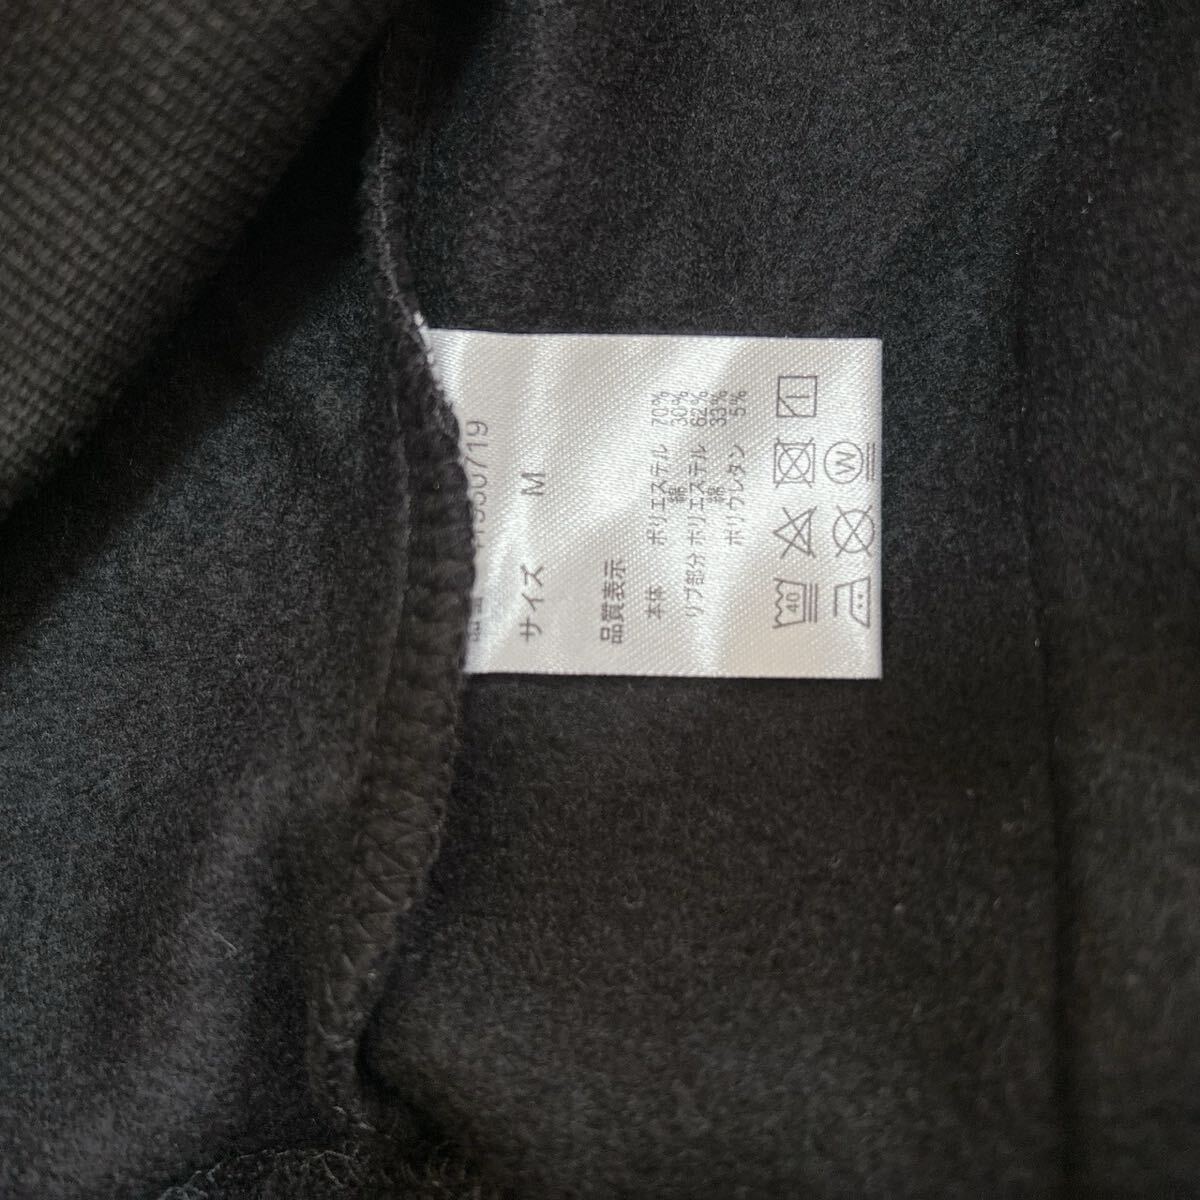 サイズ M
品質表示
本体 ポリエステル 70%
綿 30%
リブ部分 ポリエステル 62%
綿 33%
ポリウレタン 5%
40
W